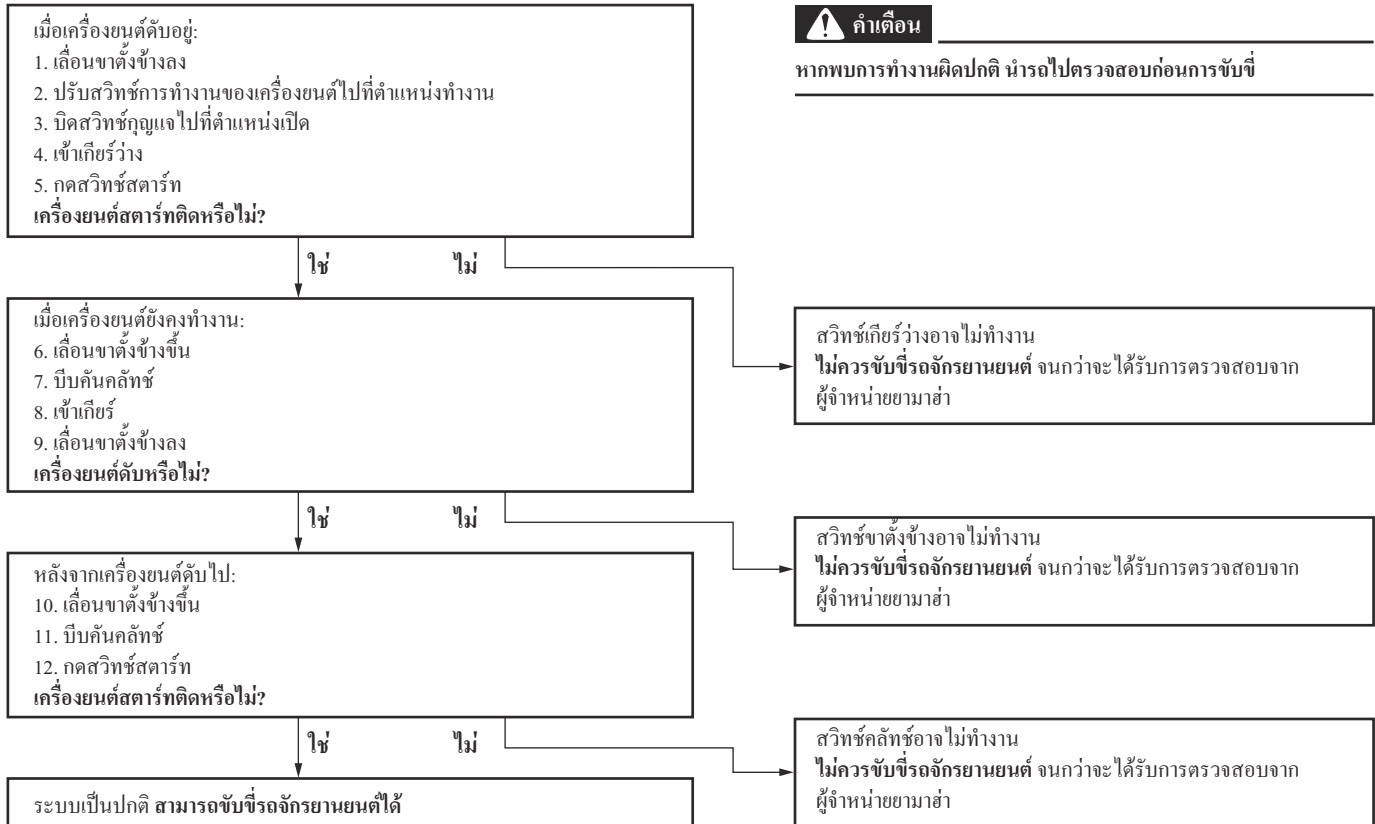 เมื่อเครื่องยนต์ดับอยู่:
1. เลื่อนขาตั้งข้างลง
2. ปรับสวิทช์การทำงานของเครื่องยนต์ไปที่ตำแหน่งทำงาน
3. บิดสวิทช์กุญแจไปที่ตำแหน่งเปิด
4. เข้าเกียร์ว่าง
5. กดสวิทช์สตาร์ท
เครื่องยนต์สตาร์ทติดหรือไม่?
คำเตือน
หากพบการทำงานผิดปกติ นำรถไปตรวจสอบก่อนการขับขี่
ใช่
ไม่
เมื่อเครื่องยนต์ยังคงทำงาน:
6. เลื่อนขาตั้งข้างขึ้น
7. บีบคันคลัทช์
8. เข้าเกียร์
9. เลื่อนขาตั้งข้างลง
เครื่องยนต์ดับหรือไม่?
สวิทช์เกียร์ว่างอาจไม่ทำงาน
ไม่ควรขับขี่รถจักรยานยนต์ จนกว่าจะได้รับการตรวจสอบจาก
ผู้จำหน่ายยามาฮ่า
ใช่
ไม่
หลังจากเครื่องยนต์ดับไป:
10. เลื่อนขาตั้งข้างขึ้น
11. บีบคันคลัทช์
12. กดสวิทช์สตาร์ท
เครื่องยนต์สตาร์ทติดหรือไม่?
สวิทช์ขาตั้งข้างอาจไม่ทำงาน
ไม่ควรขับขี่รถจักรยานยนต์ จนกว่าจะได้รับการตรวจสอบจาก
ผู้จำหน่ายยามาฮ่า
ใช่
ไม่
ระบบเป็นปกติ สามารถขับขี่รถจักรยานยนต์ได้
สวิทช์คลัทช์อาจไม่ทำงาน
ไม่ควรขับขี่รถจักรยานยนต์ จนกว่าจะได้รับการตรวจสอบจาก
ผู้จำหน่ายยามาฮ่า